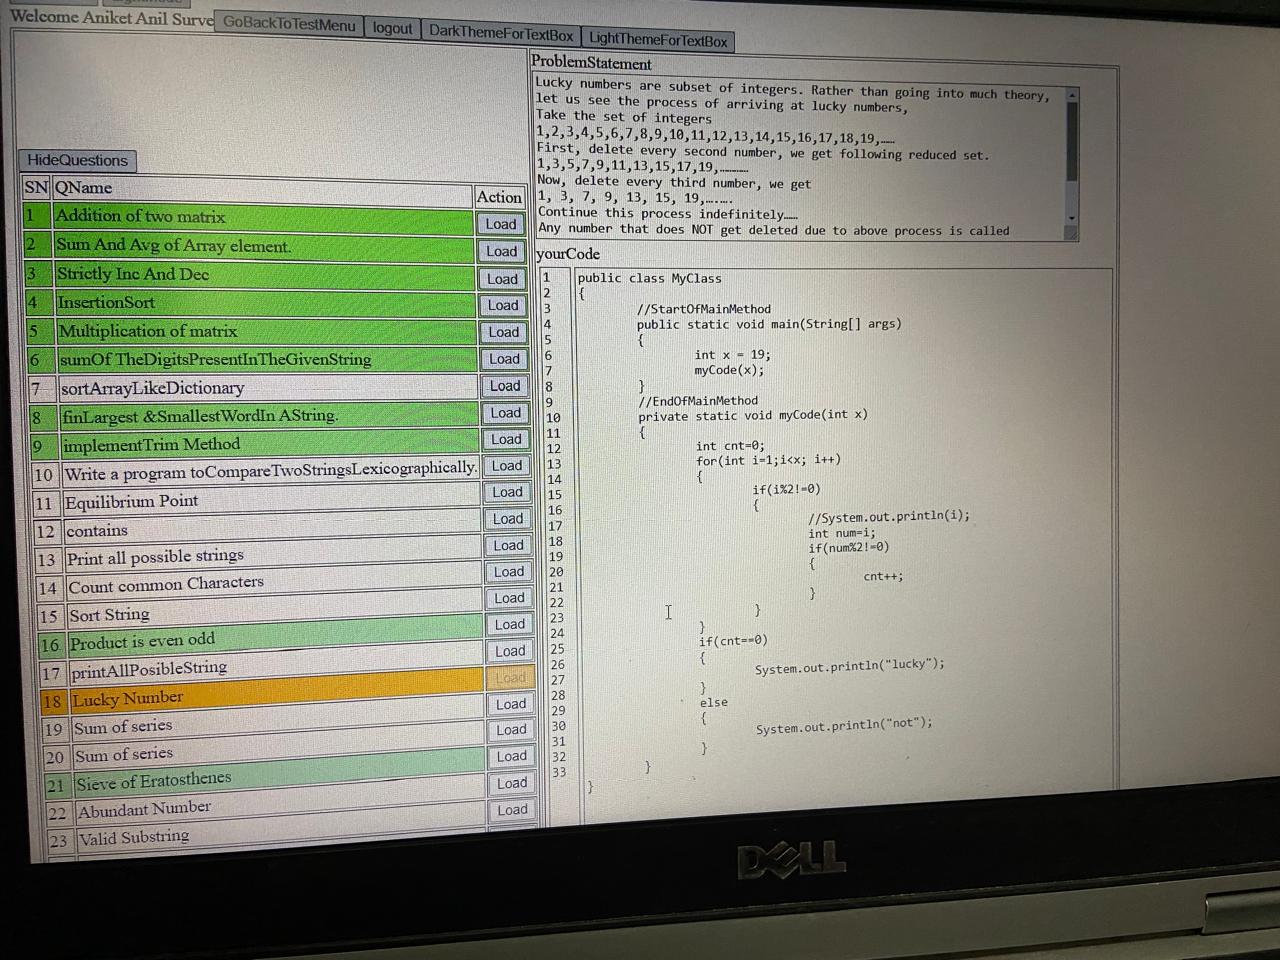 Welcome Aniket Anil Surve GoBackToTestMenu logout DarkThemeForTextBox LightThemeForTextBox
HideQuestions
SN QName Action
1 Addition of two matrix Load
2 Sum And Avg of Array element. Load
3 Strictly Inc And Dec Load
4 InsertionSort Load
5 Multiplication of matrix Load
6 sumOf TheDigitsPresentInTheGivenString Load
7 sortArrayLikeDictionary Load
8 finLargest &SmallestWordIn AString. Load
9 implementTrim Method Load
10 Write a program toCompareTwoStringsLexicographically. Load
11 Equilibrium Point Load
12 contains Load
13 Print all possible strings Load
14 Count common Characters Load
15 Sort String Load
16 Product is even odd Load
17 printAllPosibleString Load
18 Lucky Number Load
19 Sum of series Load
20 Sum of series Load
21 Sieve of Eratosthenes Load
22 Abundant Number Load
23 Valid Substring Load
ProblemStatement
Lucky numbers are subset of integers. Rather than going into much theory,
let us see the process of arriving at lucky numbers,
Take the set of integers
1,2,3,4,5,6,7,8,9,10,11,12,13,14,15,16,17,18,19,……
First, delete every second number, we get following reduced set.
1,3,5,7,9,11,13,15,17,19,…………
Now, delete every third number, we get
1, 3, 7, 9, 13, 15, 19,…….
Continue this process indefinitely……
Any number that does NOT get deleted due to above process is called
yourCode
1 public class MyClass
2 {
3 //StartOfMainMethod
4 public static void main(String[] args)
5 {
6 int x = 19;
7 myCode(x);
8 }
9 //EndOfMainMethod
10 private static void myCode(int x)
11 {
12 int cnt=0;
13 for(int i=1;i<x; i++)
14 {
15 if(i%2!=0)
16 {
17 //System.out.println(i);
18 int num=i;
19 if(num%2!=0)
20 {
21 cnt++;
22 }
23 }
24 }
25 if(cnt==0)
26 {
27 System.out.println("lucky");
28 }
29 else
30 {
31 System.out.println("not");
32 }
33 }
}
DELL